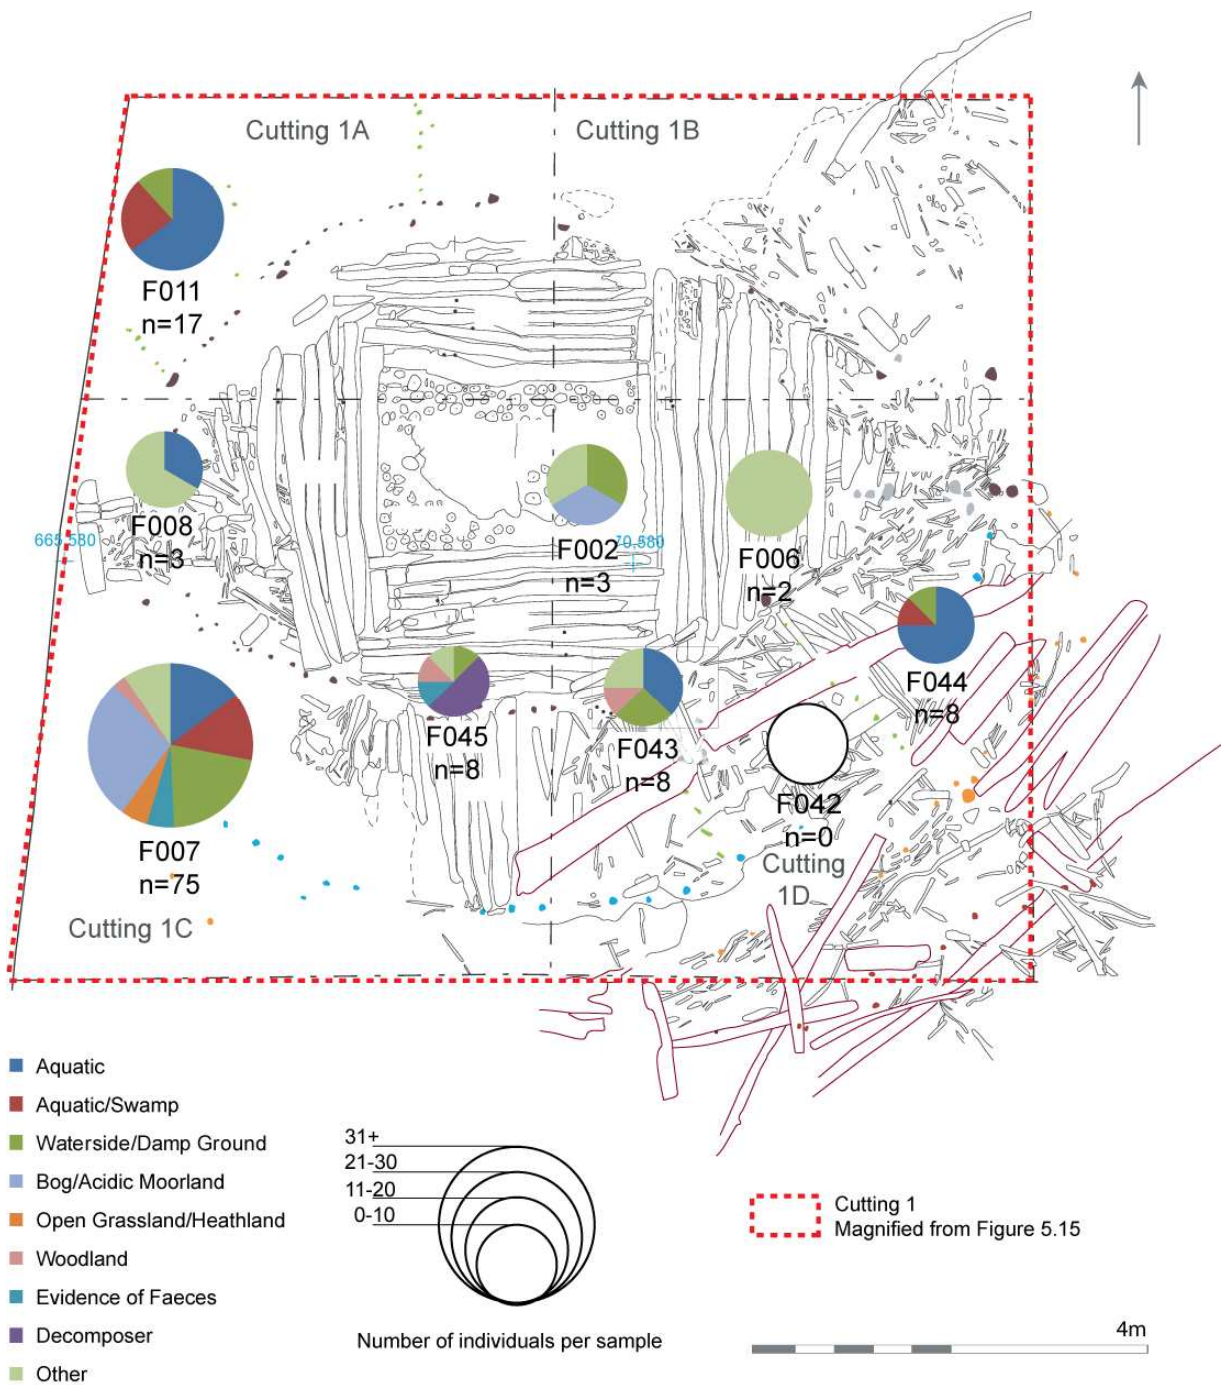 Cutting 1A
Cutting 1B
F011
n=17
F008
n=3
665,580
F002
n=3
70,580
F006
n=2
F044
n=8
F045
n=8
F043
n=8
F042
n=0
Cutting
1D
F007
n=75
Cutting 1C
Aquatic
Aquatic/Swamp
Waterside/Damp Ground
Bog/Acidic Moorland
Open Grassland/Heathland
Woodland
Evidence of Faeces
Decomposer
Other
31+
21-30
11-20
0-10
Number of individuals per sample
Cutting 1
Magnified from Figure 5.15
4m